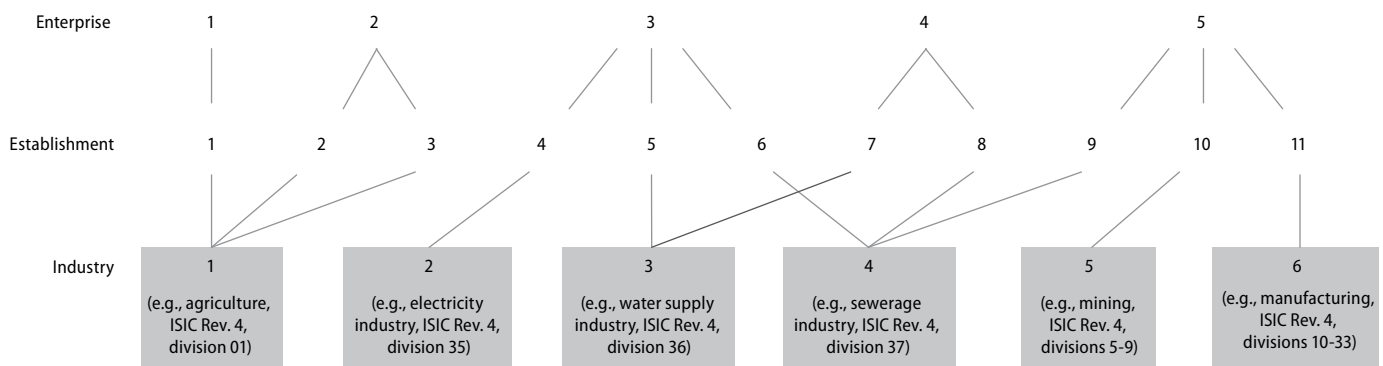 Enterprise 1 2 3 4 5
Establishment 1 2 3 4 5 6 7 8 9 10 11
Industry 1 2 3 4 5 6
(e.g., agriculture,
ISIC Rev. 4,
division 01)
(e.g., electricity
industry, ISIC Rev. 4,
division 35)
(e.g., water supply
industry, ISIC Rev. 4,
division 36)
(e.g., sewerage
industry, ISIC Rev. 4,
division 37)
(e.g., mining,
ISIC Rev. 4,
divisions 5-9)
(e.g., manufacturing,
ISIC Rev. 4,
divisions 10-33)